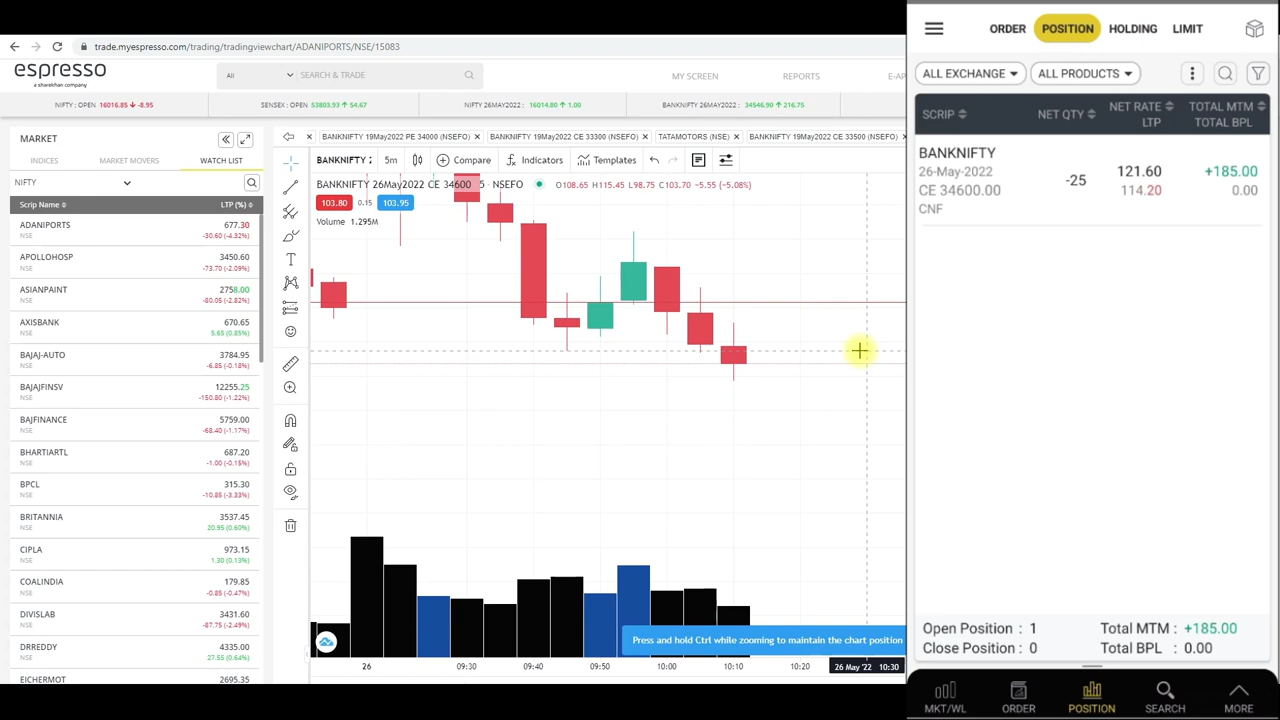 trade.myespresso.com/trading/tradingviewchart/ADANIPORTS/NSE/15083
espresso
a sharekhan company
All
SEARCH & TRADE
MY SCREEN
REPORTS
E-AP
NIFTY : OPEN 16016.85 -8.95
SENSEX : OPEN 53803.93 54.67
NIFTY 26MAY2022 : 16014.80 1.00
BANKNIFTY 26MAY2022 : 34546.90 216.75
MARKET
INDICES
MARKET MOVERS
WATCH LIST
NIFTY
Scrip Name
LTP (%)
ADANIPORTS 677.30
NSE -30.60 (-4.32%)
APOLLOHOSP 3450.60
NSE -73.70 (-2.09%)
ASIANPAINT 2758.00
NSE -80.05 (-2.82%)
AXISBANK 670.65
NSE 5.65 (0.85%)
BAJAJ-AUTO 3784.95
NSE -6.85 (-0.18%)
BAJAJFINSV 12255.25
NSE -150.80 (-1.22%)
BAJFINANCE 5759.00
NSE -68.40 (-1.17%)
BHARTIARTL 687.20
NSE -1.00 (-0.15%)
BPCL 315.30
NSE -10.85 (-3.33%)
BRITANNIA 3537.45
NSE 20.95 (0.60%)
CIPLA 973.15
NSE 1.30 (0.13%)
COALINDIA 179.85
NSE -0.85 (-0.47%)
DIVISLAB 3431.60
NSE -87.75 (-2.49%)
DRREDDY 4335.00
NSE 27.55 (0.64%)
EICHERMOT 2695.35
BANKNIFTY 19May2022 PE 34000 (NSEFO)
BANKNIFTY 19May2022 CE 33300 (NSEFO)
TATAMOTORS (NSE)
BANKNIFTY 19May2022 CE 33500 (NSEFO)
BANKNIFTY 2
5m
Compare
Indicators
Templates
BANKNIFTY 26May2022 CE 34600 5 · NSEFO
O108.65 H115.45 L98.75 C103.70 -5.55 (-5.08%)
103.80 0.15 103.95
Volume 1.295M
Press and hold Ctrl while zooming to maintain the chart position
26
09:30
09:40
09:50
10:00
10:10
10:20
26 May '22 10:30
ORDER
POSITION
HOLDING
LIMIT
ALL EXCHANGE
ALL PRODUCTS
SCRIP
NET QTY
NET RATE
LTP
TOTAL MTM
TOTAL BPL
BANKNIFTY
26-May-2022
CE 34600.00
CNF
-25
121.60
114.20
+185.00
0.00
Open Position : 1
Total MTM : +185.00
Close Position : 0
Total BPL : 0.00
MKT/WL
ORDER
POSITION
SEARCH
MORE